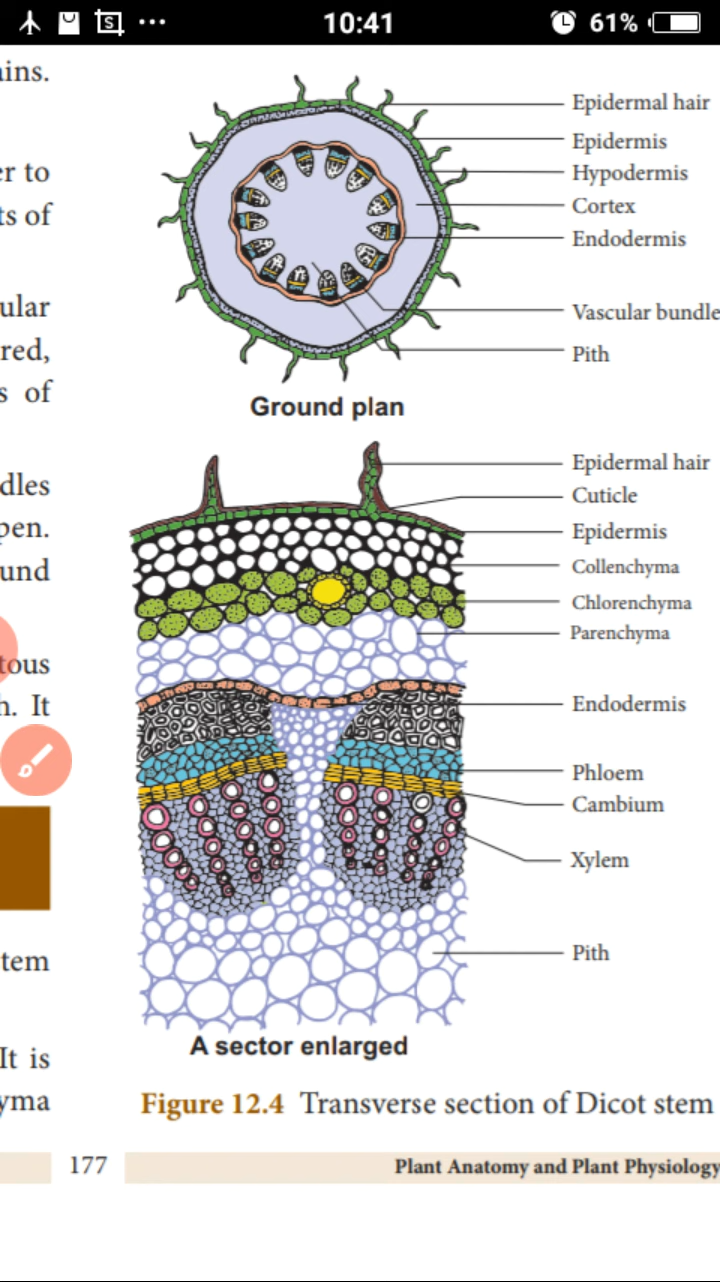 10:41
61%
ains.
er to
ts of
ular
red,
s of
dles
pen.
und
tous
h. It
tem
It is
yma
Epidermal hair
Epidermis
Hypodermis
Cortex
Endodermis
Vascular bundle
Pith
Ground plan
Epidermal hair
Cuticle
Epidermis
Collenchyma
Chlorenchyma
Parenchyma
Endodermis
Phloem
Cambium
Xylem
Pith
A sector enlarged
Figure 12.4 Transverse section of Dicot stem
177
Plant Anatomy and Plant Physiology